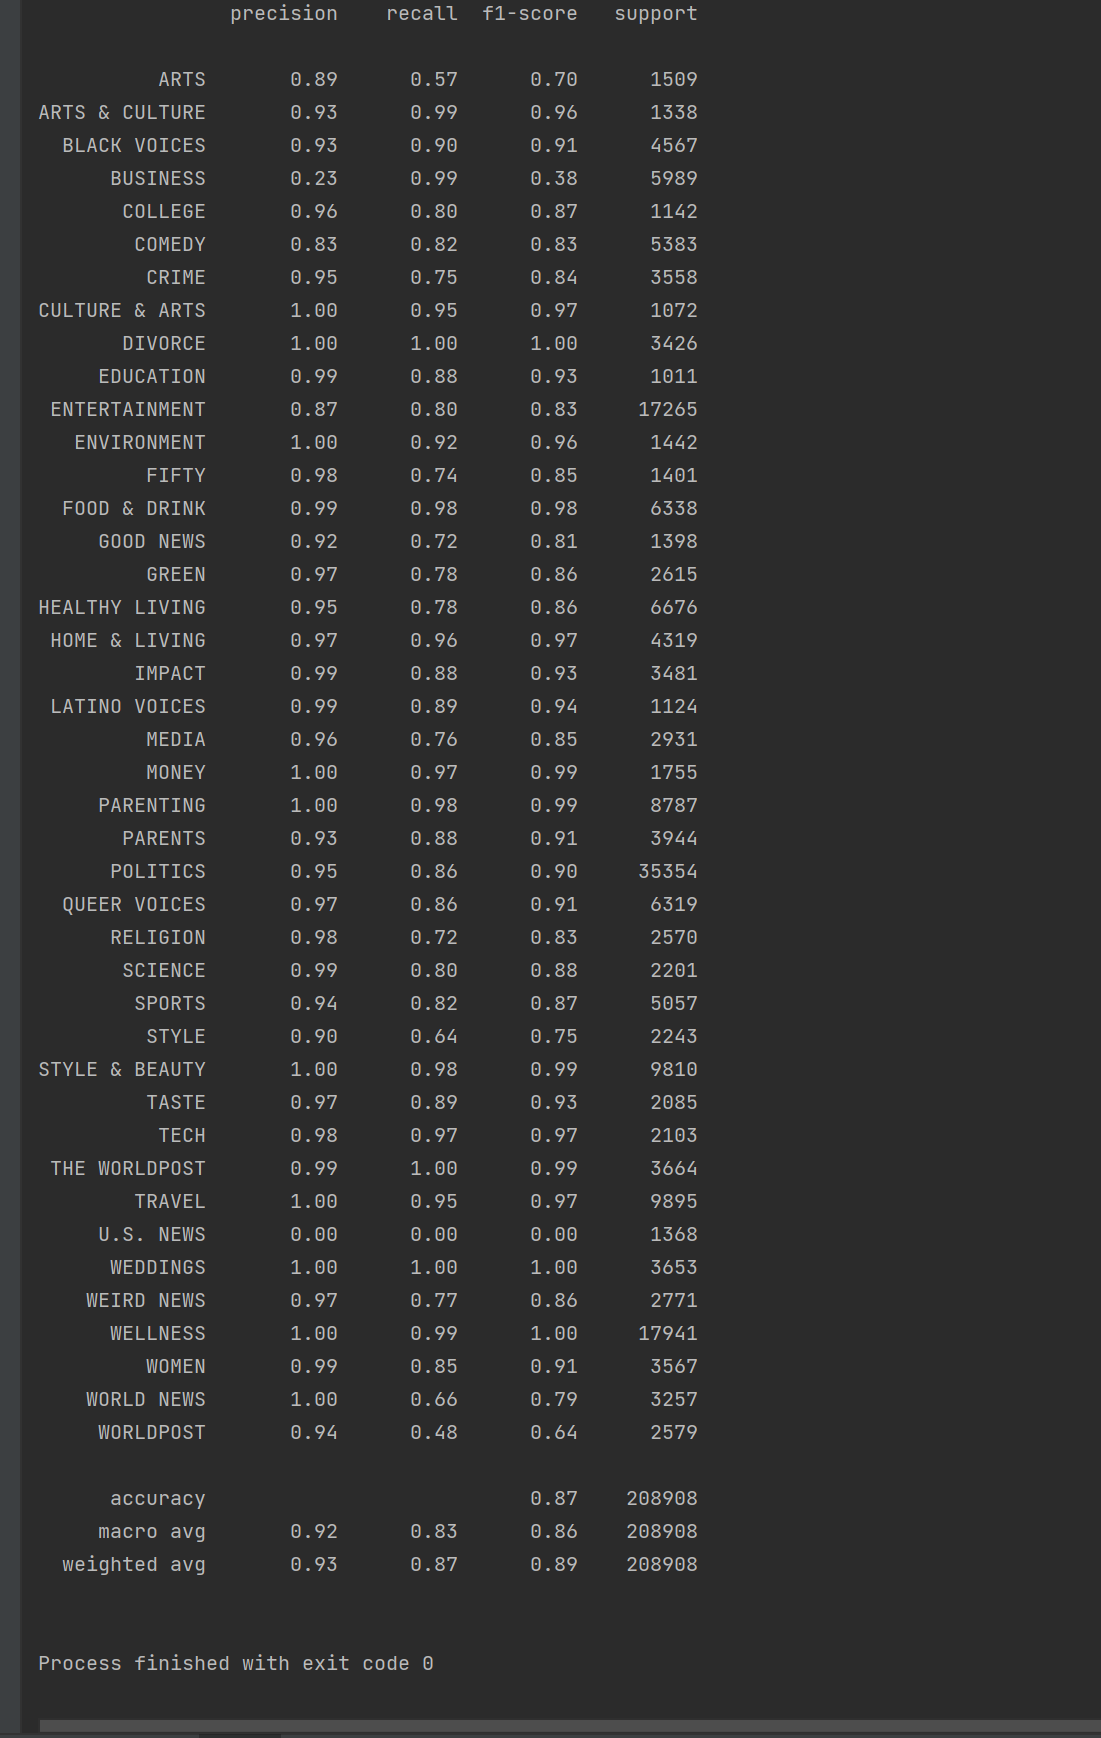 precision recall f1-score support
ARTS 0.89 0.57 0.70 1509
ARTS & CULTURE 0.93 0.99 0.96 1338
BLACK VOICES 0.93 0.90 0.91 4567
BUSINESS 0.23 0.99 0.38 5989
COLLEGE 0.96 0.80 0.87 1142
COMEDY 0.83 0.82 0.83 5383
CRIME 0.95 0.75 0.84 3558
CULTURE & ARTS 1.00 0.95 0.97 1072
DIVORCE 1.00 1.00 1.00 3426
EDUCATION 0.99 0.88 0.93 1011
ENTERTAINMENT 0.87 0.80 0.83 17265
ENVIRONMENT 1.00 0.92 0.96 1442
FIFTY 0.98 0.74 0.85 1401
FOOD & DRINK 0.99 0.98 0.98 6338
GOOD NEWS 0.92 0.72 0.81 1398
GREEN 0.97 0.78 0.86 2615
HEALTHY LIVING 0.95 0.78 0.86 6676
HOME & LIVING 0.97 0.96 0.97 4319
IMPACT 0.99 0.88 0.93 3481
LATINO VOICES 0.99 0.89 0.94 1124
MEDIA 0.96 0.76 0.85 2931
MONEY 1.00 0.97 0.99 1755
PARENTING 1.00 0.98 0.99 8787
PARENTS 0.93 0.88 0.91 3944
POLITICS 0.95 0.86 0.90 35354
QUEER VOICES 0.97 0.86 0.91 6319
RELIGION 0.98 0.72 0.83 2570
SCIENCE 0.99 0.80 0.88 2201
SPORTS 0.94 0.82 0.87 5057
STYLE 0.90 0.64 0.75 2243
STYLE & BEAUTY 1.00 0.98 0.99 9810
TASTE 0.97 0.89 0.93 2085
TECH 0.98 0.97 0.97 2103
THE WORLDPOST 0.99 1.00 0.99 3664
TRAVEL 1.00 0.95 0.97 9895
U.S. NEWS 0.00 0.00 0.00 1368
WEDDINGS 1.00 1.00 1.00 3653
WEIRD NEWS 0.97 0.77 0.86 2771
WELLNESS 1.00 0.99 1.00 17941
WOMEN 0.99 0.85 0.91 3567
WORLD NEWS 1.00 0.66 0.79 3257
WORLDPOST 0.94 0.48 0.64 2579
accuracy 0.87 208908
macro avg 0.92 0.83 0.86 208908
weighted avg 0.93 0.87 0.89 208908
Process finished with exit code 0